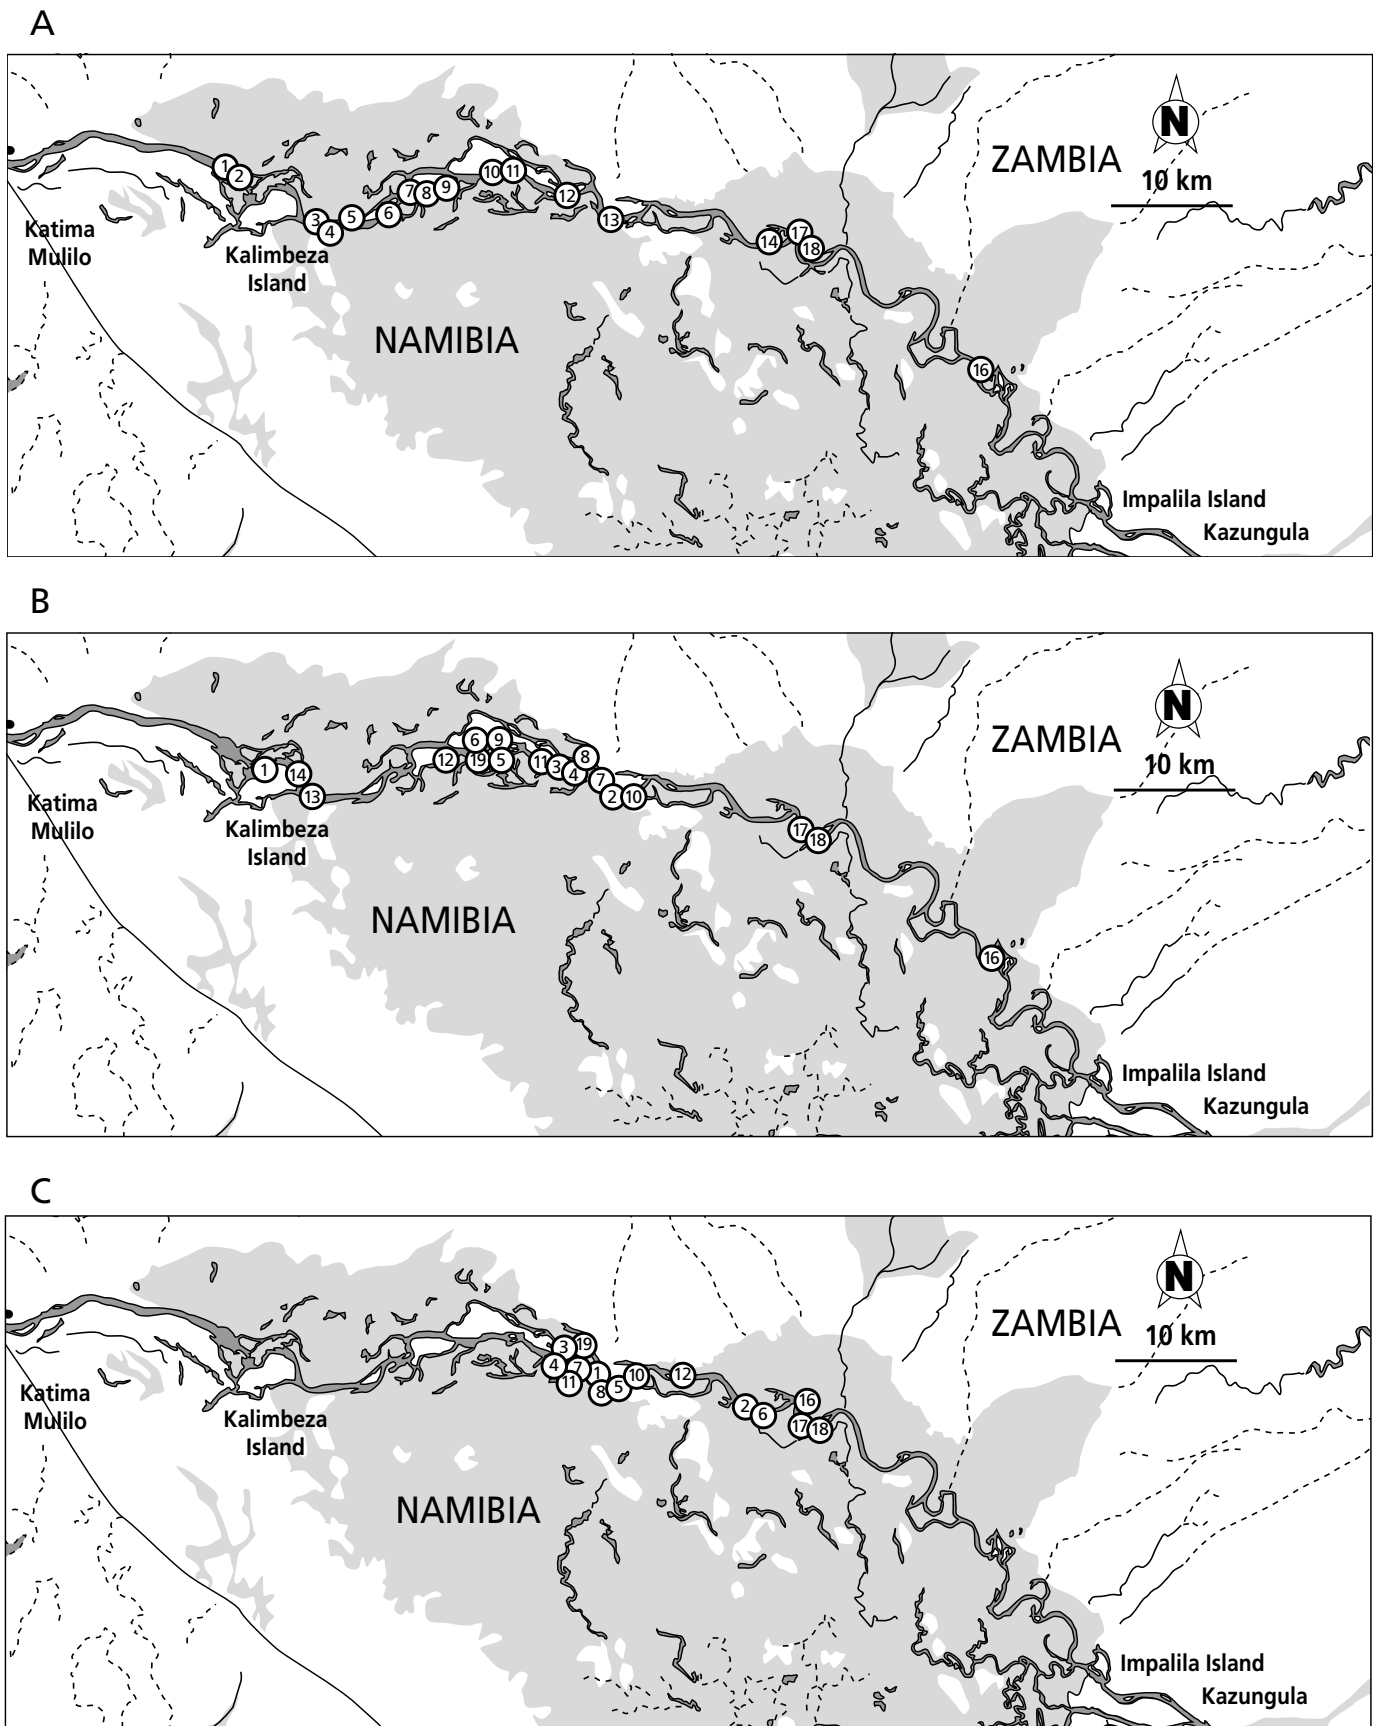 A
N
ZAMBIA
10 km
1
2
3
4
5
6
7
8
9
10
11
12
13
14
17
18
16
Katima
Mulilo
Kalimbeza
Island
NAMIBIA
Impalila Island
Kazungula
B
N
ZAMBIA
10 km
1
14
13
12
6
9
19
5
11
3
4
8
7
2
10
17
18
16
Katima
Mulilo
Kalimbeza
Island
NAMIBIA
Impalila Island
Kazungula
C
N
ZAMBIA
10 km
3
19
4
7
1
11
8
5
10
12
2
6
16
17
18
Katima
Mulilo
Kalimbeza
Island
NAMIBIA
Impalila Island
Kazungula